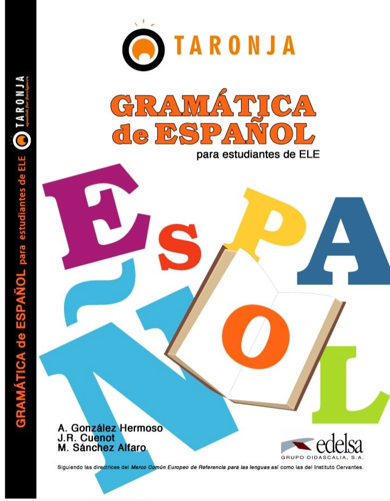 TARONJA
GRAMÁTICA
de ESPAÑOL
para estudiantes de ELE
ESPAÑOL
A. González Hermoso
J.R. Cuenot
M. Sánchez Alfaro
edelsa
GRUPO DIDASCALIA, S.A.
Siguiendo las directrices del Marco Común Europeo de Referencia para las lenguas así como las del Instituto Cervantes.
GRAMÁTICA de ESPAÑOL para estudiantes de ELE
TARONJA